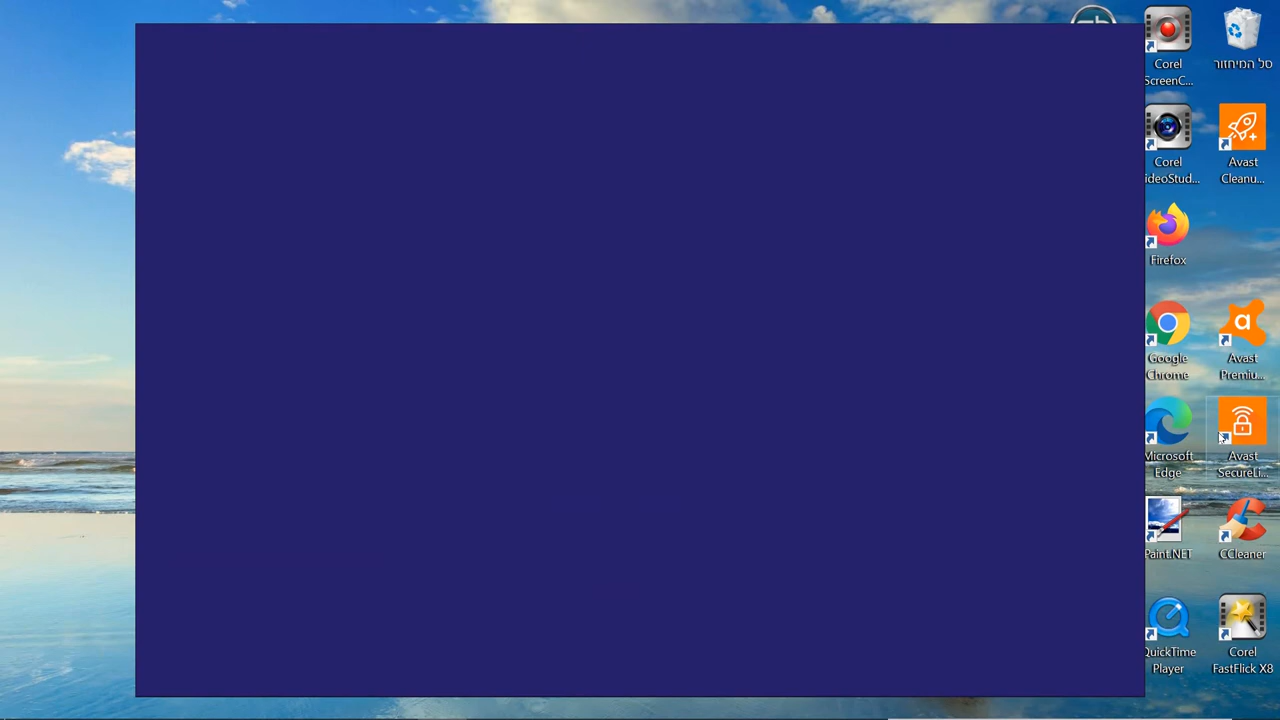 Corel
ScreenC...
סל המיחזור
Corel
ideoStud...
Avast
Cleanu...
Firefox
Google
Chrome
Avast
Premiu...
Microsoft
Edge
Avast
SecureLi...
Paint.NET
CCleaner
QuickTime
Player
Corel
FastFlick X8